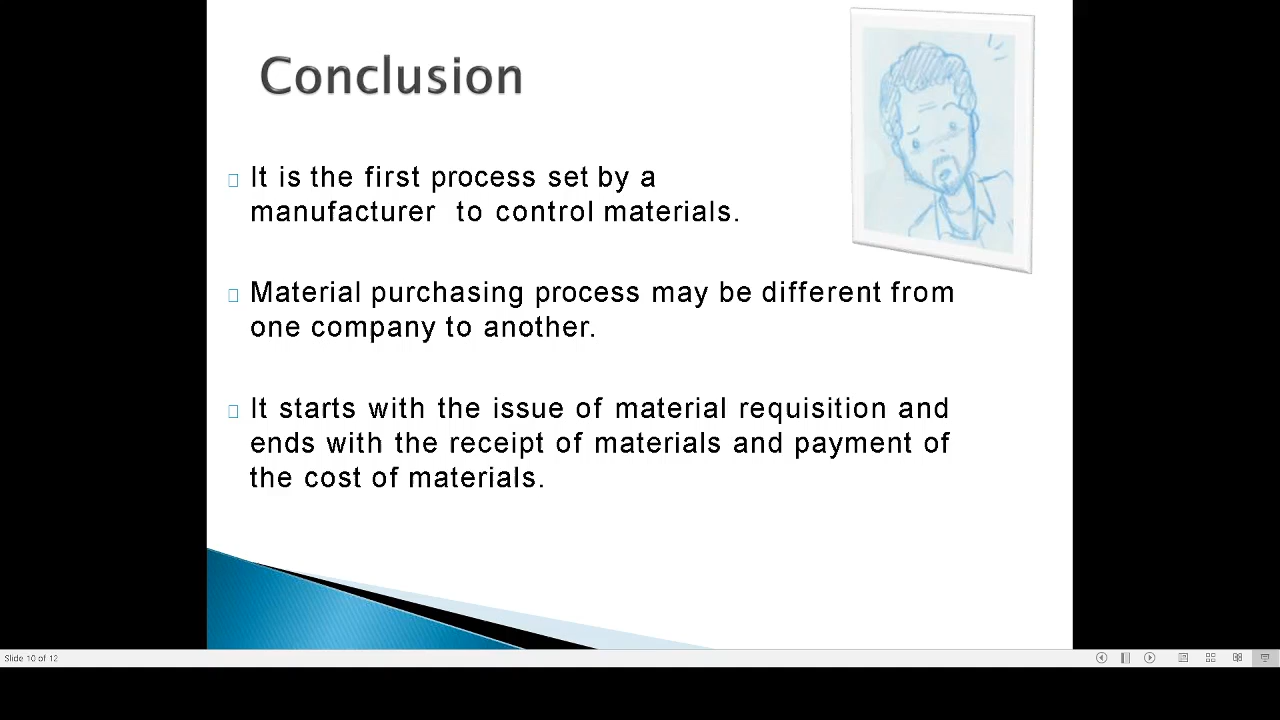 Conclusion
It is the first process set by a
manufacturer to control materials.
Material purchasing process may be different from
one company to another.
It starts with the issue of material requisition and
ends with the receipt of materials and payment of
the cost of materials.
Slide 10 of 12